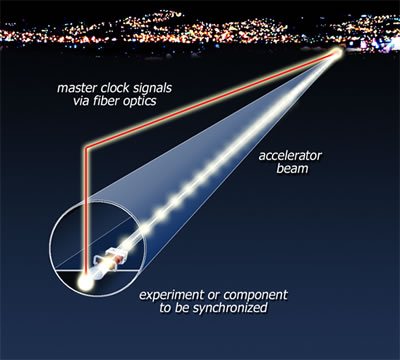 master clock signals
via fiber optics
accelerator
beam
experiment or component
to be synchronized